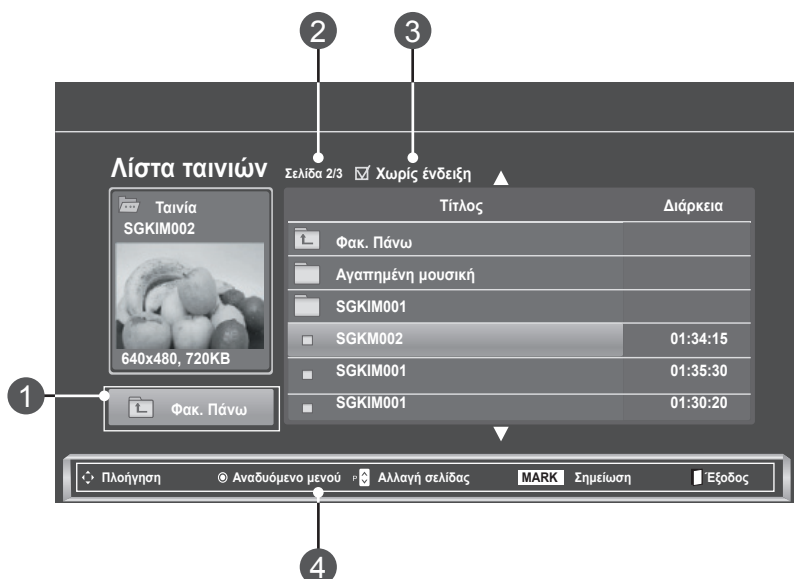 2
3
Λίστα ταινιών
Σελίδα 2/3
Χωρίς ένδειξη
Ταινία
SGKIM002
640x480, 720KB
Τίτλος Διάρκεια
Φακ. Πάνω
Αγαπημένη μουσική
SGKIM001
SGKM002 01:34:15
SGKIM001 01:35:30
SGKIM001 01:30:20
1
Φακ. Πάνω
Πλοήγηση
Αναδυόμενο μενού
P Αλλαγή σελίδας
MARK Σημείωση
Έξοδος
4